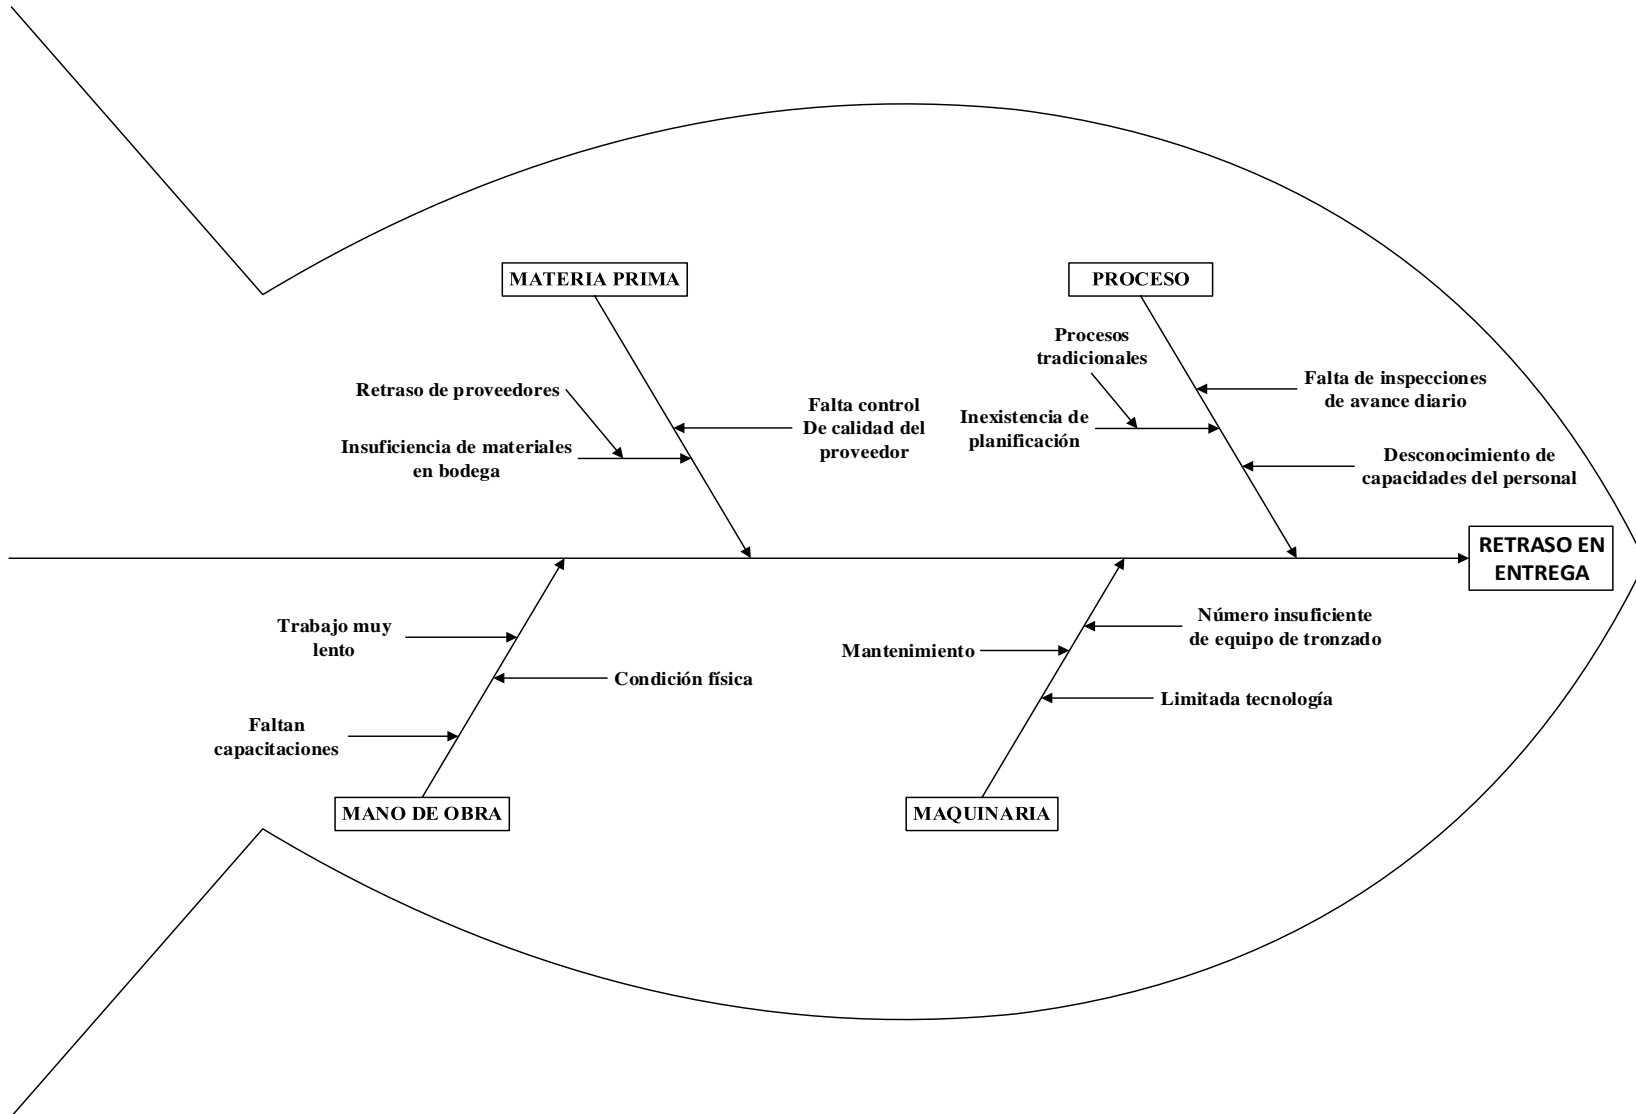 MATERIA PRIMA
PROCESO
Procesos
tradicionales
Retraso de proveedores
Falta de inspecciones
de avance diario
Falta control
De calidad del
proveedor
Inexistencia de
planificación
Insuficiencia de materiales
en bodega
Desconocimiento de
capacidades del personal
RETRASO EN
ENTREGA
Trabajo muy
lento
Número insuficiente
de equipo de tronzado
Mantenimiento
Condición física
Limitada tecnología
Faltan
capacitaciones
MANO DE OBRA
MAQUINARIA